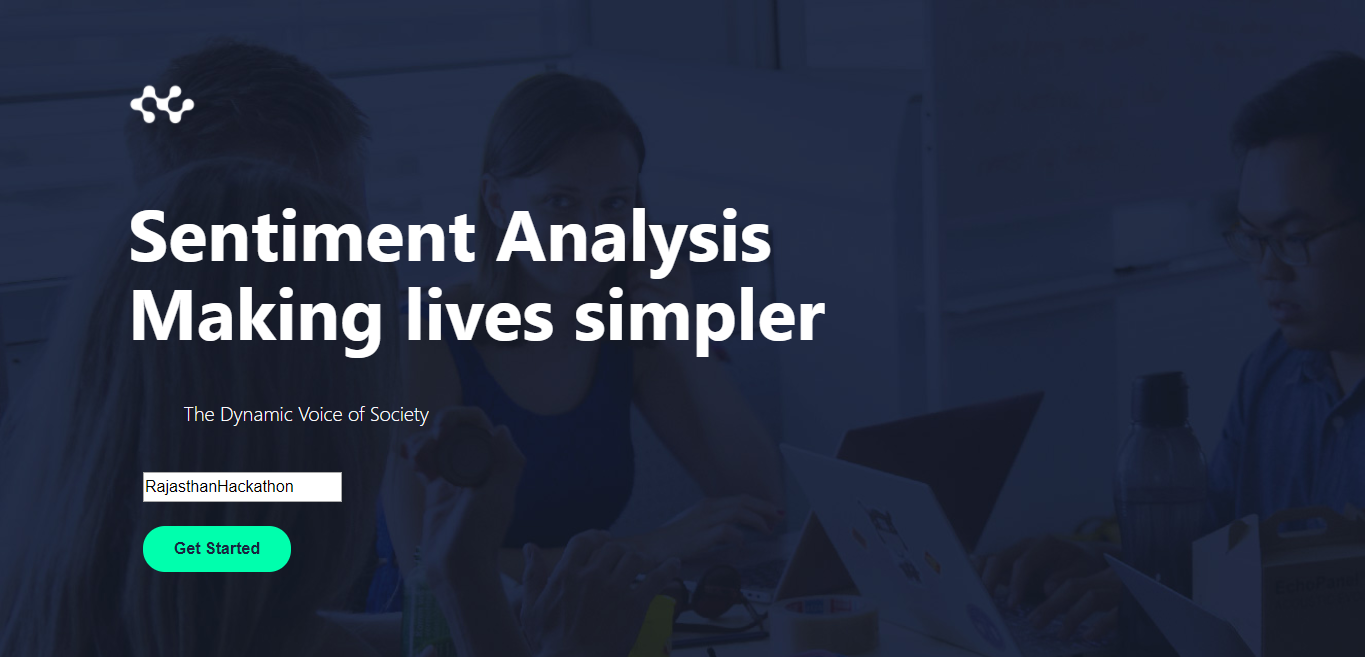 Sentiment Analysis
Making lives simpler
The Dynamic Voice of Society
RajasthanHackathon
Get Started